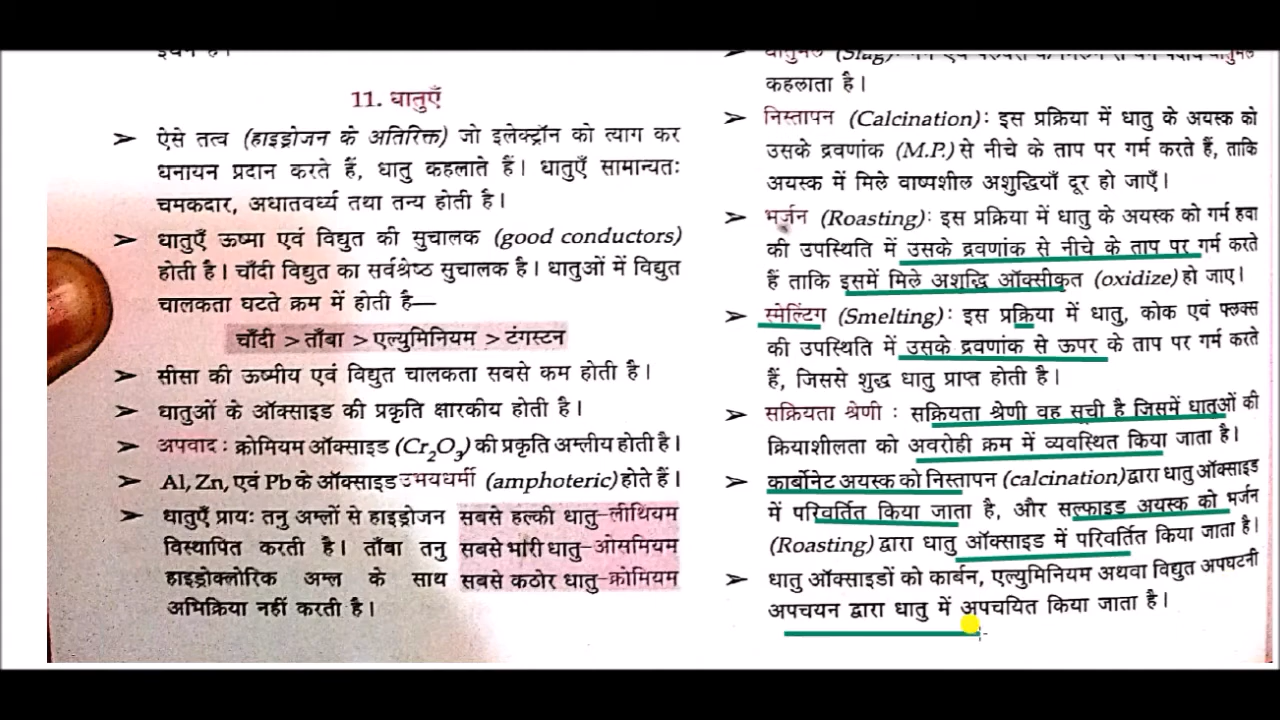 11. धातुएँ
➤ ऐसे तत्व (हाइड्रोजन के अतिरिक्त) जो इलेक्ट्रॉन को त्याग कर
धनायन प्रदान करते हैं, धातु कहलाते हैं। धातुएँ सामान्यतः
चमकदार, अधातवर्ध्य तथा तन्य होती है।
➤ धातुएँ ऊष्मा एवं विद्युत की सुचालक (good conductors)
होती है। चाँदी विद्युत का सर्वश्रेष्ठ सुचालक है। धातुओं में विद्युत
चालकता घटते क्रम में होती है—
चाँदी > ताँबा > एल्युमिनियम > टंगस्टन
➤ सीसा की ऊष्मीय एवं विद्युत चालकता सबसे कम होती है।
➤ धातुओं के ऑक्साइड की प्रकृति क्षारकीय होती है।
➤ अपवाद : क्रोमियम ऑक्साइड (Cr₂O₃) की प्रकृति अम्लीय होती है।
➤ Al, Zn, एवं Pb के ऑक्साइड उभयधर्मी (amphoteric) होते हैं।
➤ धातुएँ प्रायः तनु अम्लों से हाइड्रोजन
विस्थापित करती है। ताँबा तनु
हाइड्रोक्लोरिक अम्ल के साथ
अभिक्रिया नहीं करती है।
सबसे हल्की धातु–लीथियम
सबसे भारी धातु–ओसमियम
सबसे कठोर धातु–क्रोमियम
(Slag)
कहलाता है।
➤ निस्तापन (Calcination): इस प्रक्रिया में धातु के अयस्क को
उसके द्रवणांक (M.P.) से नीचे के ताप पर गर्म करते हैं, ताकि
अयस्क में मिले वाष्पशील अशुद्धियाँ दूर हो जाएँ।
➤ भर्जन (Roasting): इस प्रक्रिया में धातु के अयस्क को गर्म हवा
की उपस्थिति में उसके द्रवणांक से नीचे के ताप पर गर्म करते
हैं ताकि इसमें मिले अशुद्धि ऑक्सीकृत (oxidize) हो जाए।
➤ स्मेल्टिंग (Smelting): इस प्रक्रिया में धातु, कोक एवं फ्लक्स
की उपस्थिति में उसके द्रवणांक से ऊपर के ताप पर गर्म करते
हैं, जिससे शुद्ध धातु प्राप्त होती है।
➤ सक्रियता श्रेणी : सक्रियता श्रेणी वह सूची है जिसमें धातुओं की
क्रियाशीलता को अवरोही क्रम में व्यवस्थित किया जाता है।
➤ कार्बोनेट अयस्क को निस्तापन (calcination) द्वारा धातु ऑक्साइड
में परिवर्तित किया जाता है, और सल्फाइड अयस्क को भर्जन
(Roasting) द्वारा धातु ऑक्साइड में परिवर्तित किया जाता है।
➤ धातु ऑक्साइडों को कार्बन, एल्युमिनियम अथवा विद्युत अपघटनी
अपचयन द्वारा धातु में अपचयित किया जाता है।